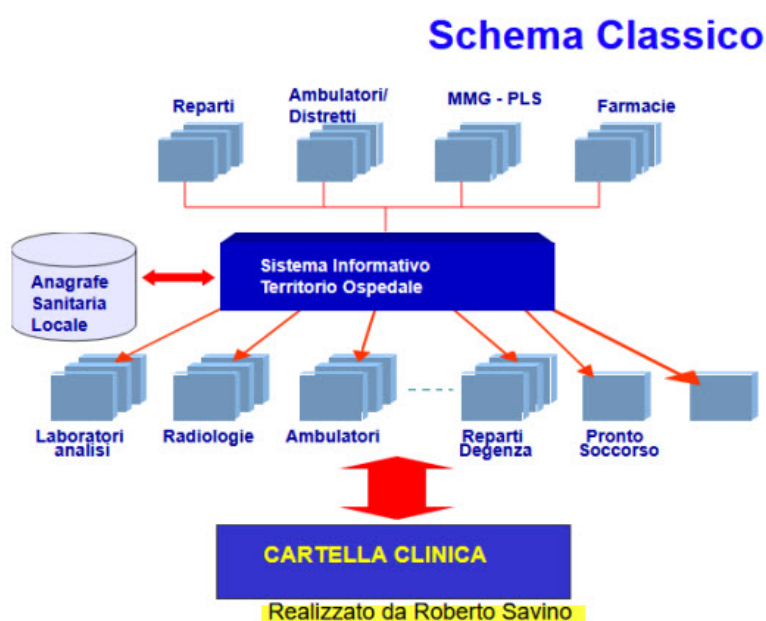 Schema Classico
Reparti
Ambulatori/
Distretti
MMG - PLS
Farmacie
Anagrafe
Sanitaria
Locale
Sistema Informativo
Territorio Ospedale
Laboratori
analisi
Radiologie
Ambulatori
Reparti
Degenza
Pronto
Soccorso
CARTELLA CLINICA
Realizzato da Roberto Savino